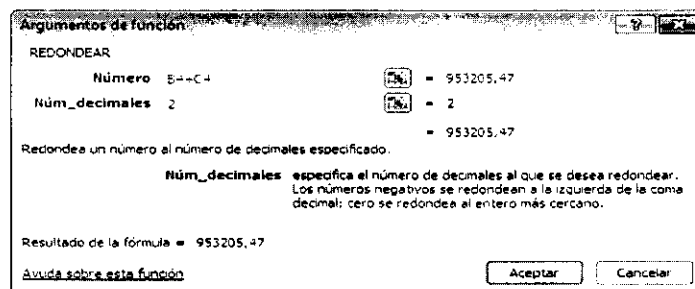 Argumentos de función
REDONDEAR
Número B4+C4 = 953205,47
Núm_decimales 2 = 2
= 953205,47
Redondea un número al número de decimales especificado.
Núm_decimales especifica el número de decimales al que se desea redondear.
Los números negativos se redondean a la izquierda de la coma
decimal; cero se redondea al entero más cercano.
Resultado de la fórmula = 953205,47
Ayuda sobre esta función
Aceptar Cancelar